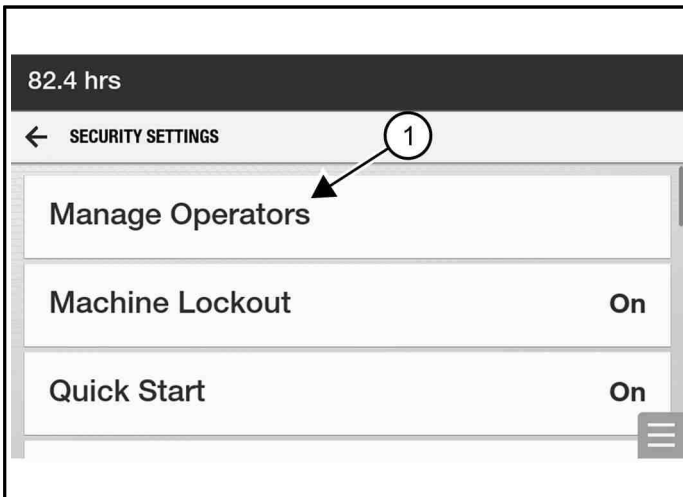 82.4 hrs
SECURITY SETTINGS
1
Manage Operators
Machine Lockout On
Quick Start On